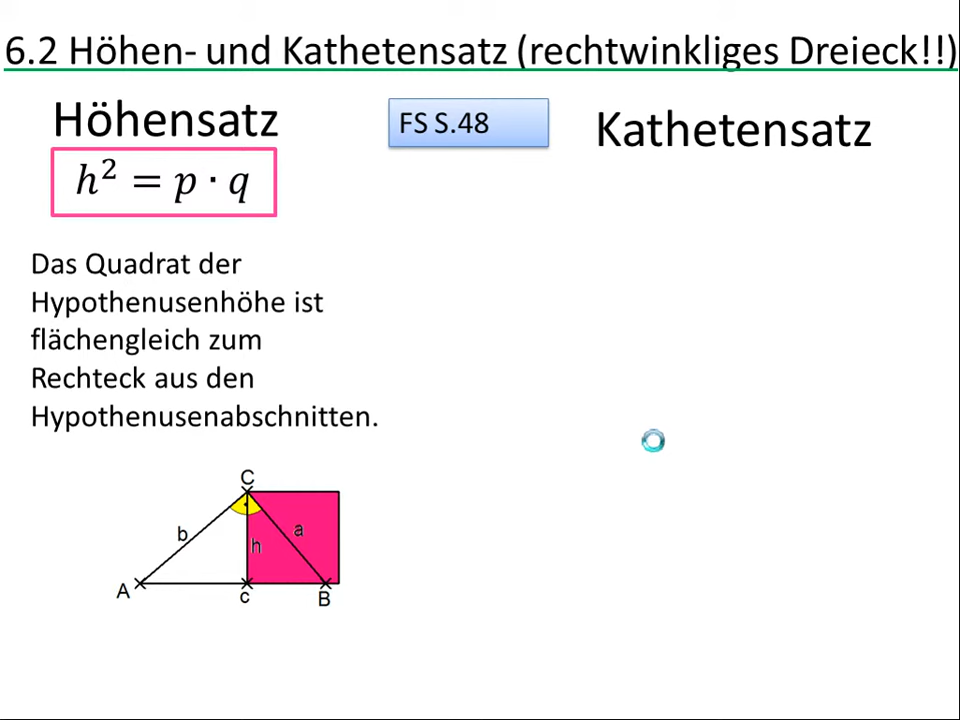 6.2 Höhen- und Kathetensatz (rechtwinkliges Dreieck!!)
Höhensatz
FS S.48
Kathetensatz
h² = p · q
Das Quadrat der
Hypothenusenhöhe ist
flächengleich zum
Rechteck aus den
Hypothenusenabschnitten.
C
b
a
h
A
c
B